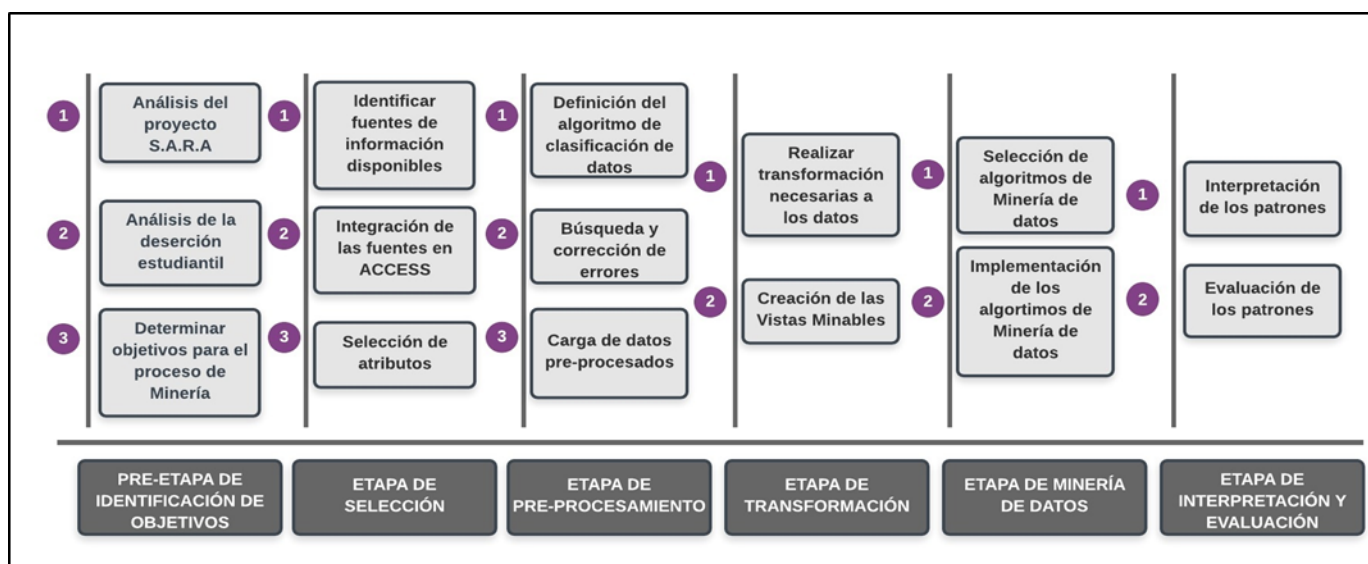 1
Análisis del
proyecto
S.A.R.A
2
Análisis de la
deserción
estudiantil
3
Determinar
objetivos para el
proceso de
Minería
PRE-ETAPA DE
IDENTIFICACIÓN DE
OBJETIVOS
1
Identificar
fuentes de
información
disponibles
2
Integración de
las fuentes en
ACCESS
3
Selección de
atributos
ETAPA DE
SELECCIÓN
1
Definición del
algoritmo de
clasificación de
datos
2
Búsqueda y
corrección de
errores
3
Carga de datos
pre-procesados
ETAPA DE
PRE-PROCESAMIENTO
1
Realizar
transformación
necesarias a
los datos
2
Creación de las
Vistas Minables
ETAPA DE
TRANSFORMACIÓN
1
Selección de
algoritmos de
Minería de
datos
2
Implementación
de los
algortimos de
Minería de
datos
ETAPA DE MINERÍA
DE DATOS
1
Interpretación
de los patrones
2
Evaluación de
los patrones
ETAPA DE
INTERPRETACIÓN Y
EVALUACIÓN